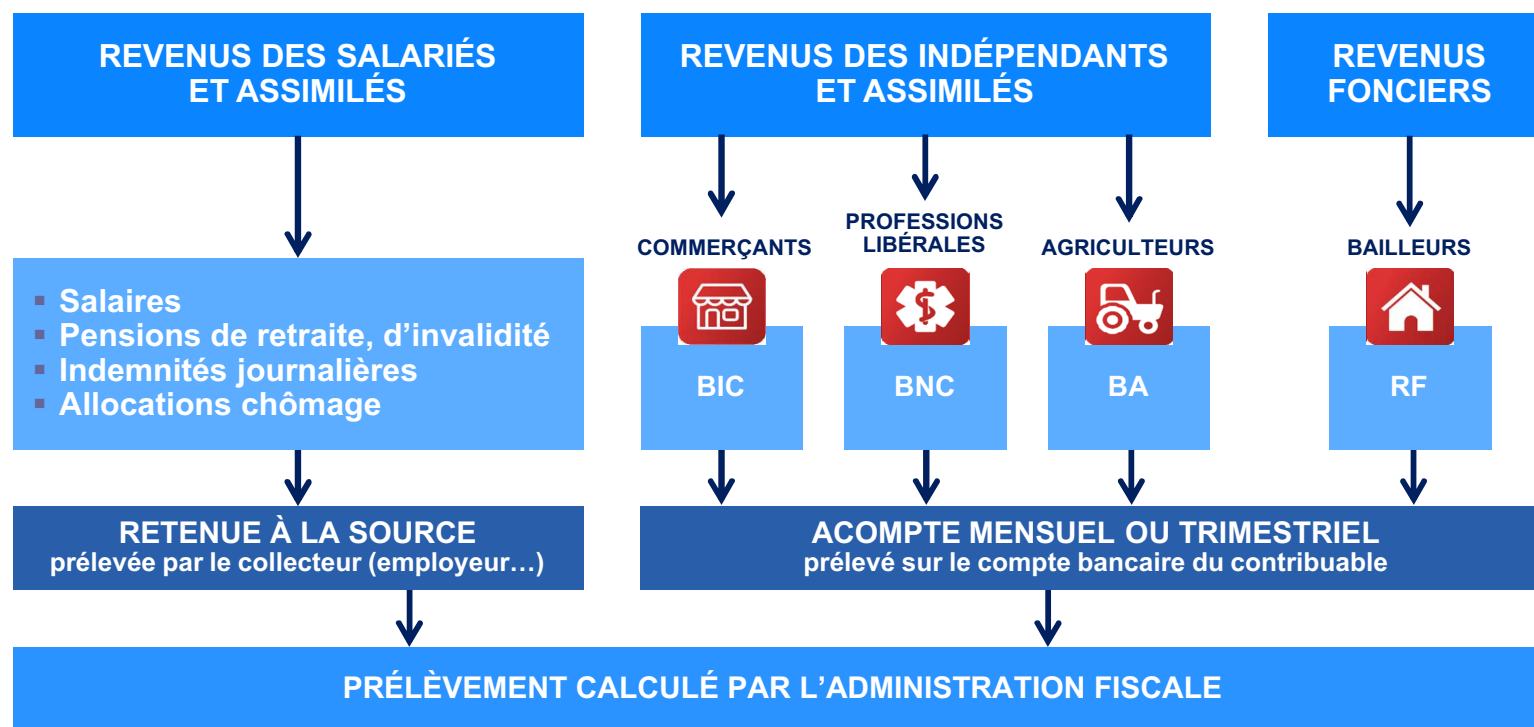 REVENUS DES SALARIÉS
ET ASSIMILÉS
REVENUS DES INDÉPENDANTS
ET ASSIMILÉS
REVENUS
FONCIERS
COMMERÇANTS
PROFESSIONS
LIBÉRALES
AGRICULTEURS
BAILLEURS
▪ Salaires
▪ Pensions de retraite, d’invalidité
▪ Indemnités journalières
▪ Allocations chômage
BIC
BNC
BA
RF
RETENUE À LA SOURCE
prélevée par le collecteur (employeur…)
ACOMPTE MENSUEL OU TRIMESTRIEL
prélevé sur le compte bancaire du contribuable
PRÉLÈVEMENT CALCULÉ PAR L’ADMINISTRATION FISCALE